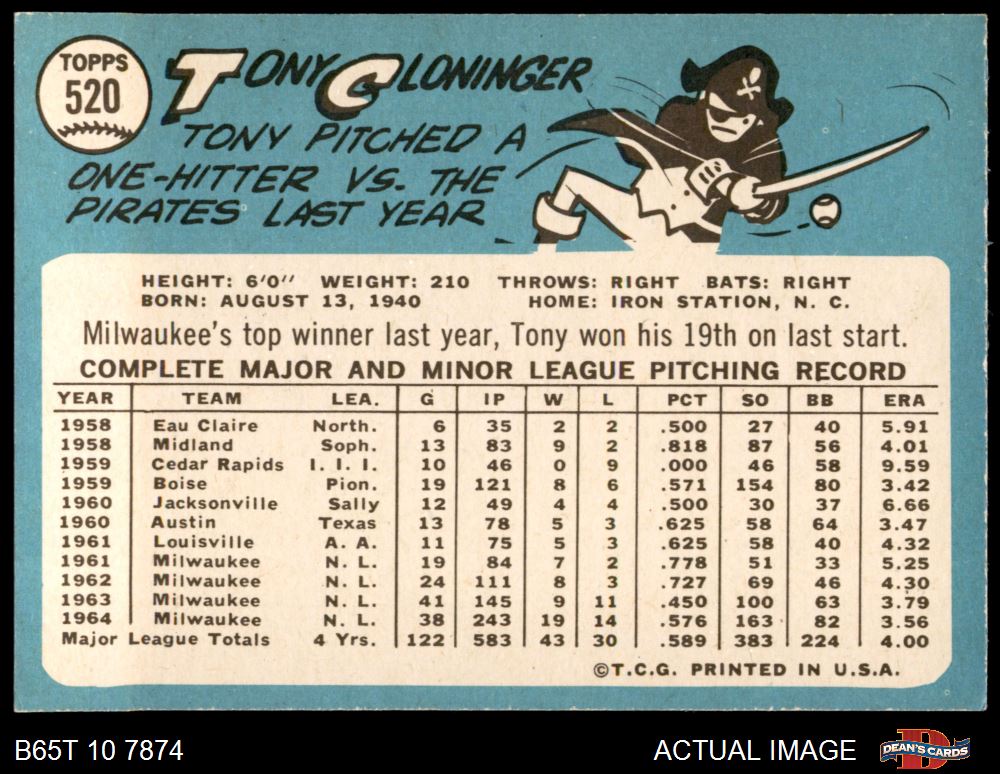 TOPPS
520
TONY CLONINGER
TONY PITCHED A
ONE-HITTER VS. THE
PIRATES LAST YEAR
HEIGHT: 6'0" WEIGHT: 210 THROWS: RIGHT BATS: RIGHT
BORN: AUGUST 13, 1940 HOME: IRON STATION, N. C.
Milwaukee's top winner last year, Tony won his 19th on last start.
COMPLETE MAJOR AND MINOR LEAGUE PITCHING RECORD
YEAR TEAM LEA. G IP W L PCT SO BB ERA
1958 Eau Claire North. 6 35 2 2 .500 27 40 5.91
1958 Midland Soph. 13 83 9 2 .818 87 56 4.01
1959 Cedar Rapids I. I. I. 10 46 0 9 .000 46 58 9.59
1959 Boise Pion. 19 121 8 6 .571 154 80 3.42
1960 Jacksonville Sally 12 49 4 4 .500 30 37 6.66
1960 Austin Texas 13 78 5 3 .625 58 64 3.47
1961 Louisville A. A. 11 75 5 3 .625 58 40 4.32
1961 Milwaukee N. L. 19 84 7 2 .778 51 33 5.25
1962 Milwaukee N. L. 24 111 8 3 .727 69 46 4.30
1963 Milwaukee N. L. 41 145 9 11 .450 100 63 3.79
1964 Milwaukee N. L. 38 243 19 14 .576 163 82 3.56
Major League Totals 4 Yrs. 122 583 43 30 .589 383 224 4.00
©T.C.G. PRINTED IN U.S.A.
B65T 10 7874 ACTUAL IMAGE DEAN'S CARDS